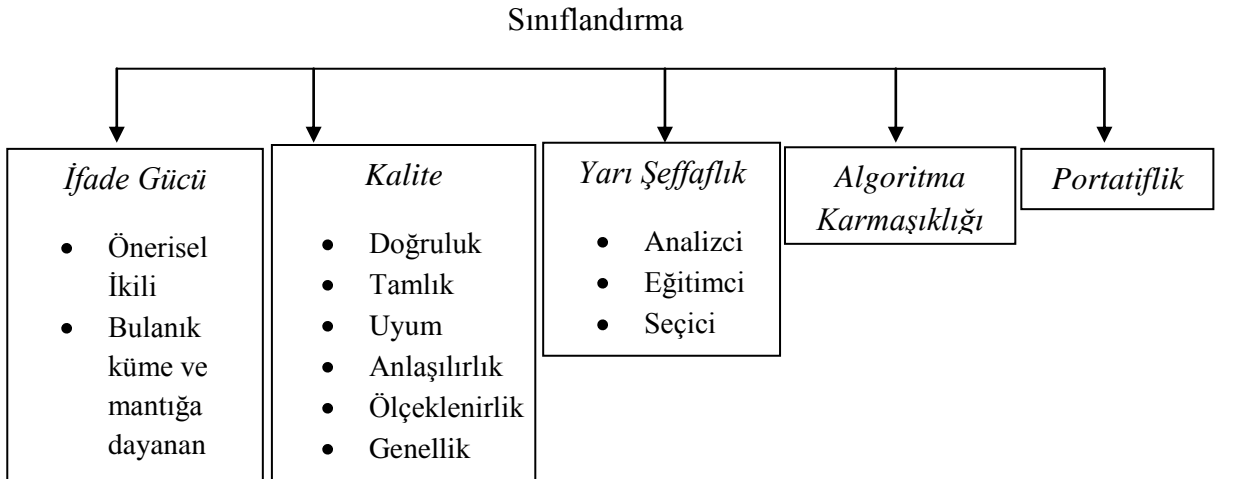 Sınıflandırma
İfade Gücü
• Önerisel
İkili
• Bulanık
küme ve
mantığa
dayanan
Kalite
• Doğruluk
• Tamlık
• Uyum
• Anlaşılırlık
• Ölçeklenirlik
• Genellik
Yarı Şeffaflık
• Analizci
• Eğitimci
• Seçici
Algoritma
Karmaşıklığı
Portatiflik